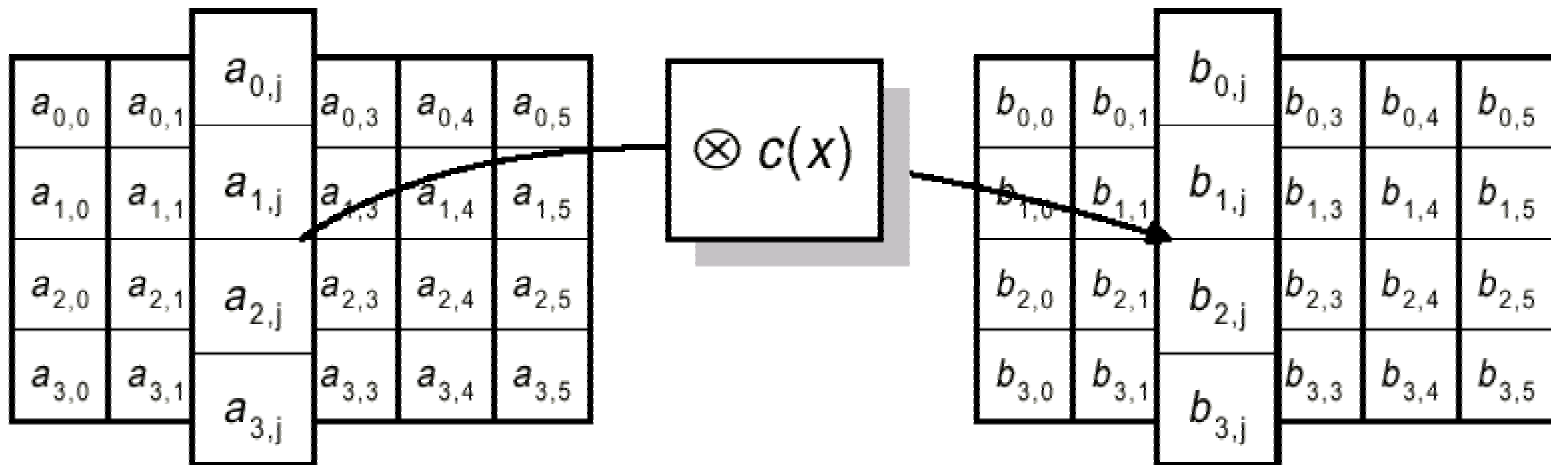 a0,j b0,j
a0,0 a0,1 a0,3 a0,4 a0,5 ⊗ c(x) b0,0 b0,1 b0,3 b0,4 b0,5
a1,j b1,j
a1,0 a1,1 a1,3 a1,4 a1,5 b1,0 b1,1 b1,3 b1,4 b1,5
a2,0 a2,1 a2,j a2,3 a2,4 a2,5 b2,0 b2,1 b2,j b2,3 b2,4 b2,5
a3,0 a3,1 a3,3 a3,4 a3,5 b3,0 b3,1 b3,3 b3,4 b3,5
a3,j b3,j